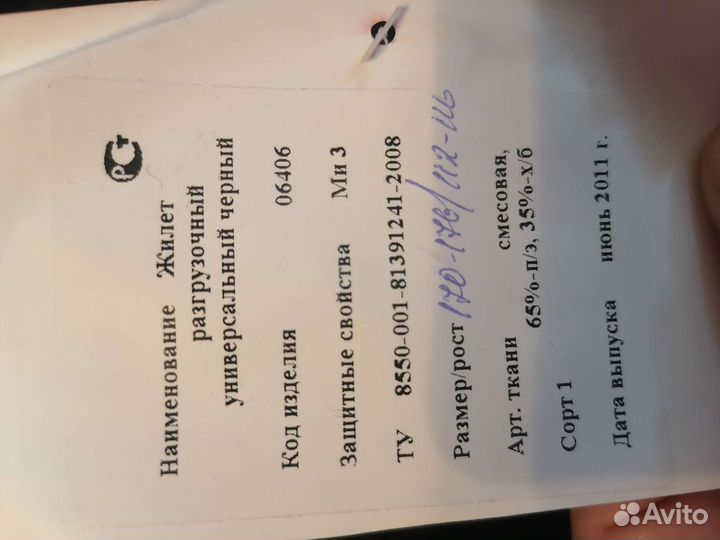 РСТ
Наименование Жилет
разгрузочный
универсальный черный
Код изделия 06406
Защитные свойства Ми 3
ТУ 8550-001-81391241-2008
Размер/рост 170-176/112-116
Арт. ткани смесовая,
65%-п/э, 35%-х/б
Сорт 1
Дата выпуска июнь 2011 г.
Avito